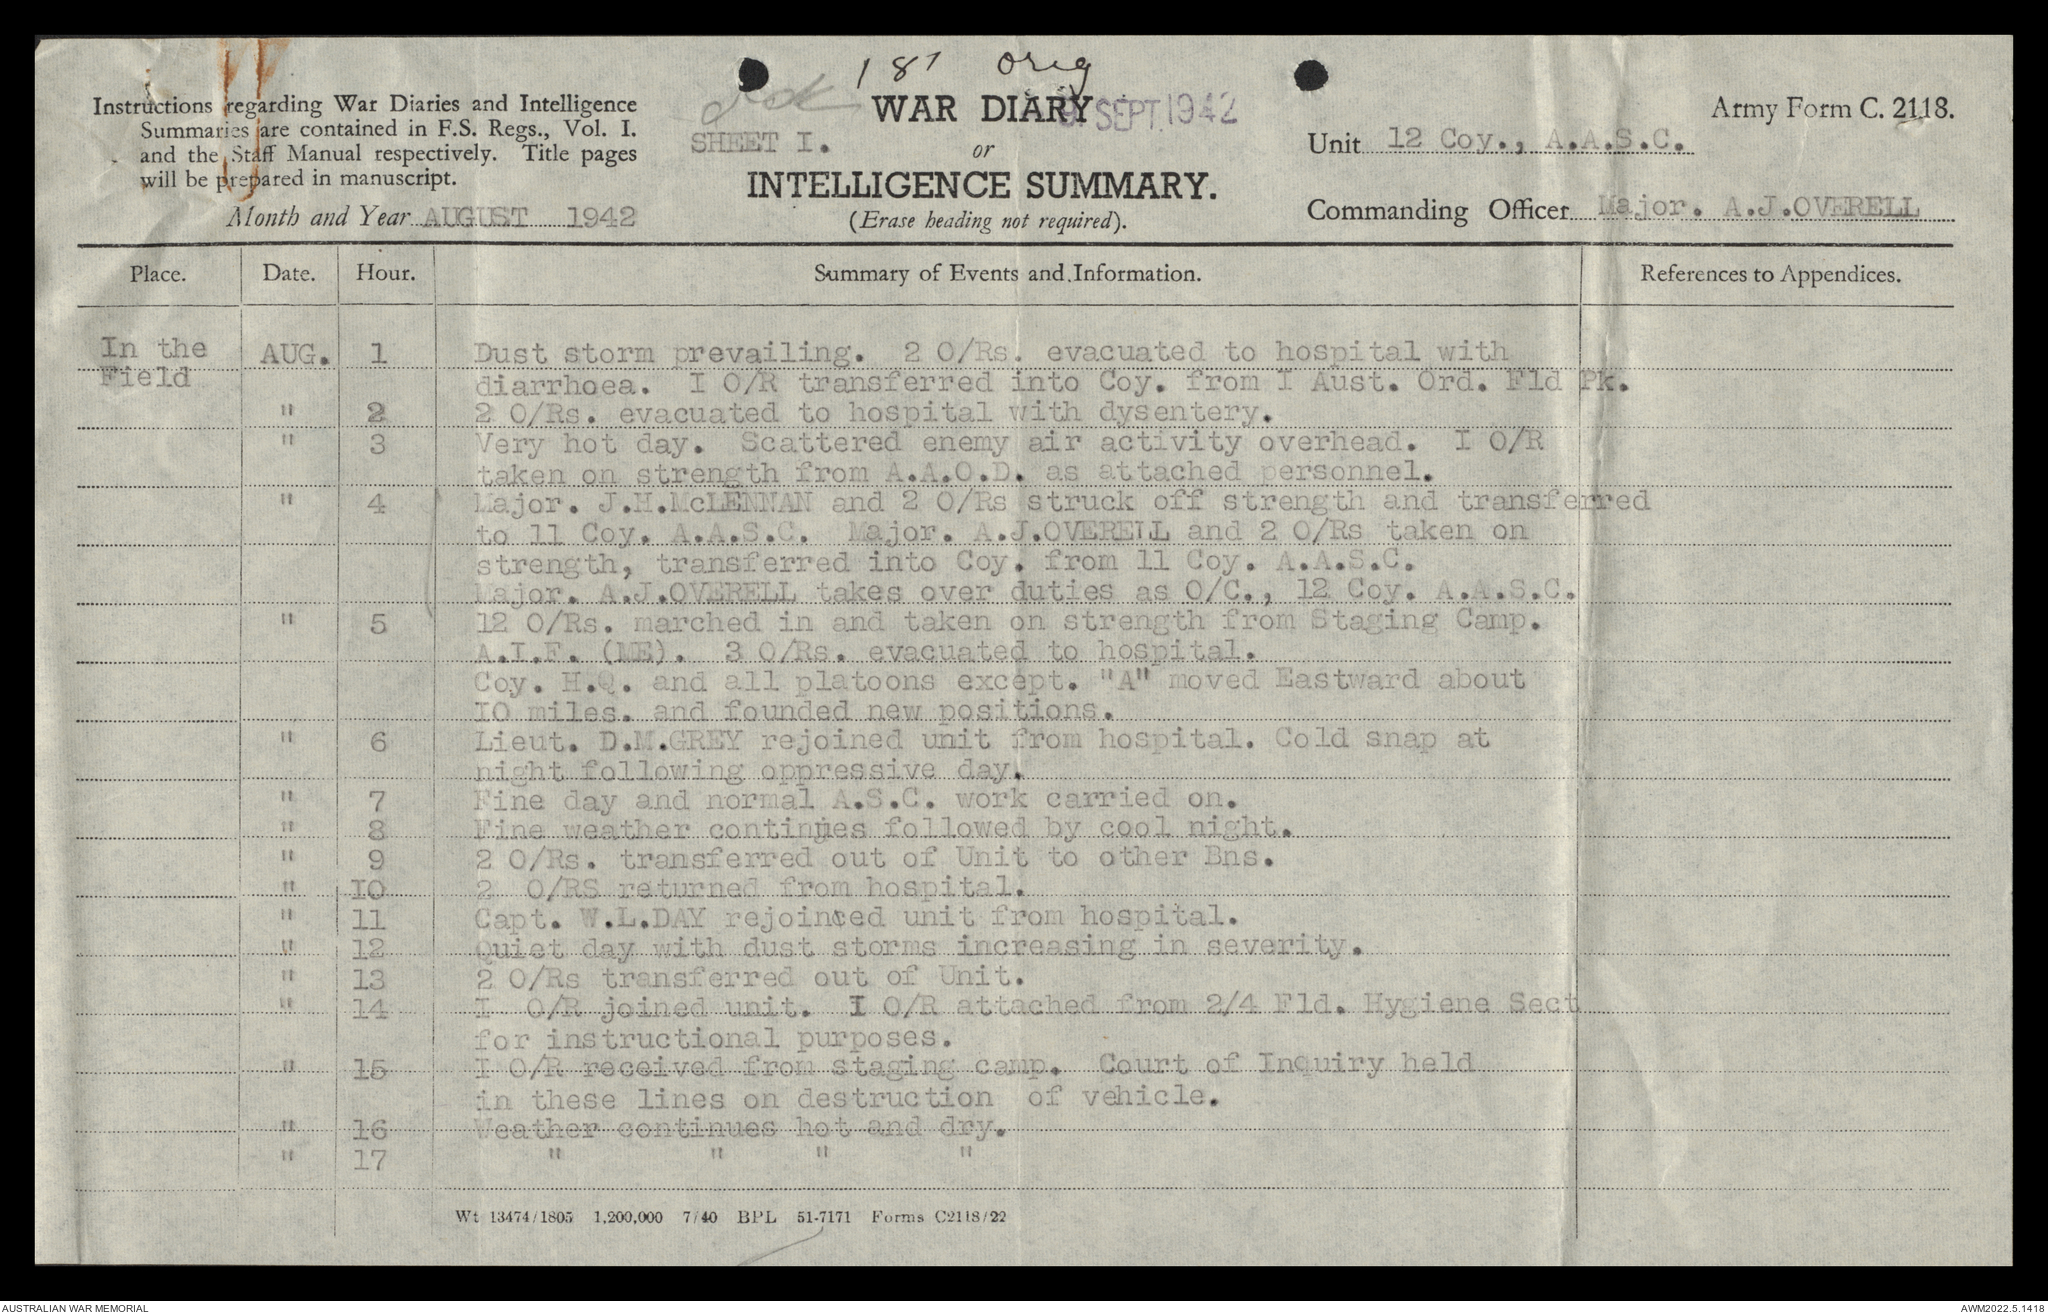 181 Orig
Instructions regarding War Diaries and Intelligence
Summaries are contained in F.S. Regs., Vol. I.
and the Staff Manual respectively. Title pages
will be prepared in manuscript.
Month and Year AUGUST 1942
SHEET I.
WAR DIARY
SEPT 1942
or
INTELLIGENCE SUMMARY.
(Erase heading not required).
Army Form C. 2118.
Unit 12 Coy., A.A.S.C.
Commanding Officer Major. A.J.OVERELL
Place. Date. Hour. Summary of Events and Information. References to Appendices.
In the AUG. 1 Dust storm prevailing. 2 O/Rs. evacuated to hospital with
Field diarrhoea. I O/R transferred into Coy. from I Aust. Ord. Fld Pk.
" 2 2 O/Rs. evacuated to hospital with dysentery.
" 3 Very hot day. Scattered enemy air activity overhead. I O/R
taken on strength from A.A.O.D. as attached personnel.
" 4 Major. J.H.McLENNAN and 2 O/Rs struck off strength and transferred
to 11 Coy. A.A.S.C. Major. A.J.OVERELL and 2 O/Rs taken on
strength, transferred into Coy. from 11 Coy. A.A.S.C.
Major. A.J.OVERELL takes over duties as O/C., 12 Coy. A.A.S.C.
" 5 12 O/Rs. marched in and taken on strength from Staging Camp.
A.I.F. (ME). 3 O/Rs. evacuated to hospital.
Coy. H.Q. and all platoons except. "A" moved Eastward about
10 miles. and founded new positions.
" 6 Lieut. D.M.GREY rejoined unit from hospital. Cold snap at
night following oppressive day.
" 7 Fine day and normal A.S.C. work carried on.
" 8 Fine weather continues followed by cool night.
" 9 2 O/Rs. transferred out of Unit to other Bns.
" 10 2 O/RS returned from hospital.
" 11 Capt. W.L.DAY rejointed unit from hospital.
" 12 Quiet day with dust storms increasing in severity.
" 13 2 O/Rs transferred out of Unit.
" 14 I O/R joined unit. I O/R attached from 2/4 Fld. Hygiene Sect
for instructional purposes.
" 15 I O/R received from staging camp. Court of Inquiry held
in these lines on destruction of vehicle.
" 16 Weather continues hot and dry.
" 17 " " " "
Wt 13474/1805 1,200,000 7/40 BPL 51-7171 Forms C2118/22
AUSTRALIAN WAR MEMORIAL
AWM2022.5.1418